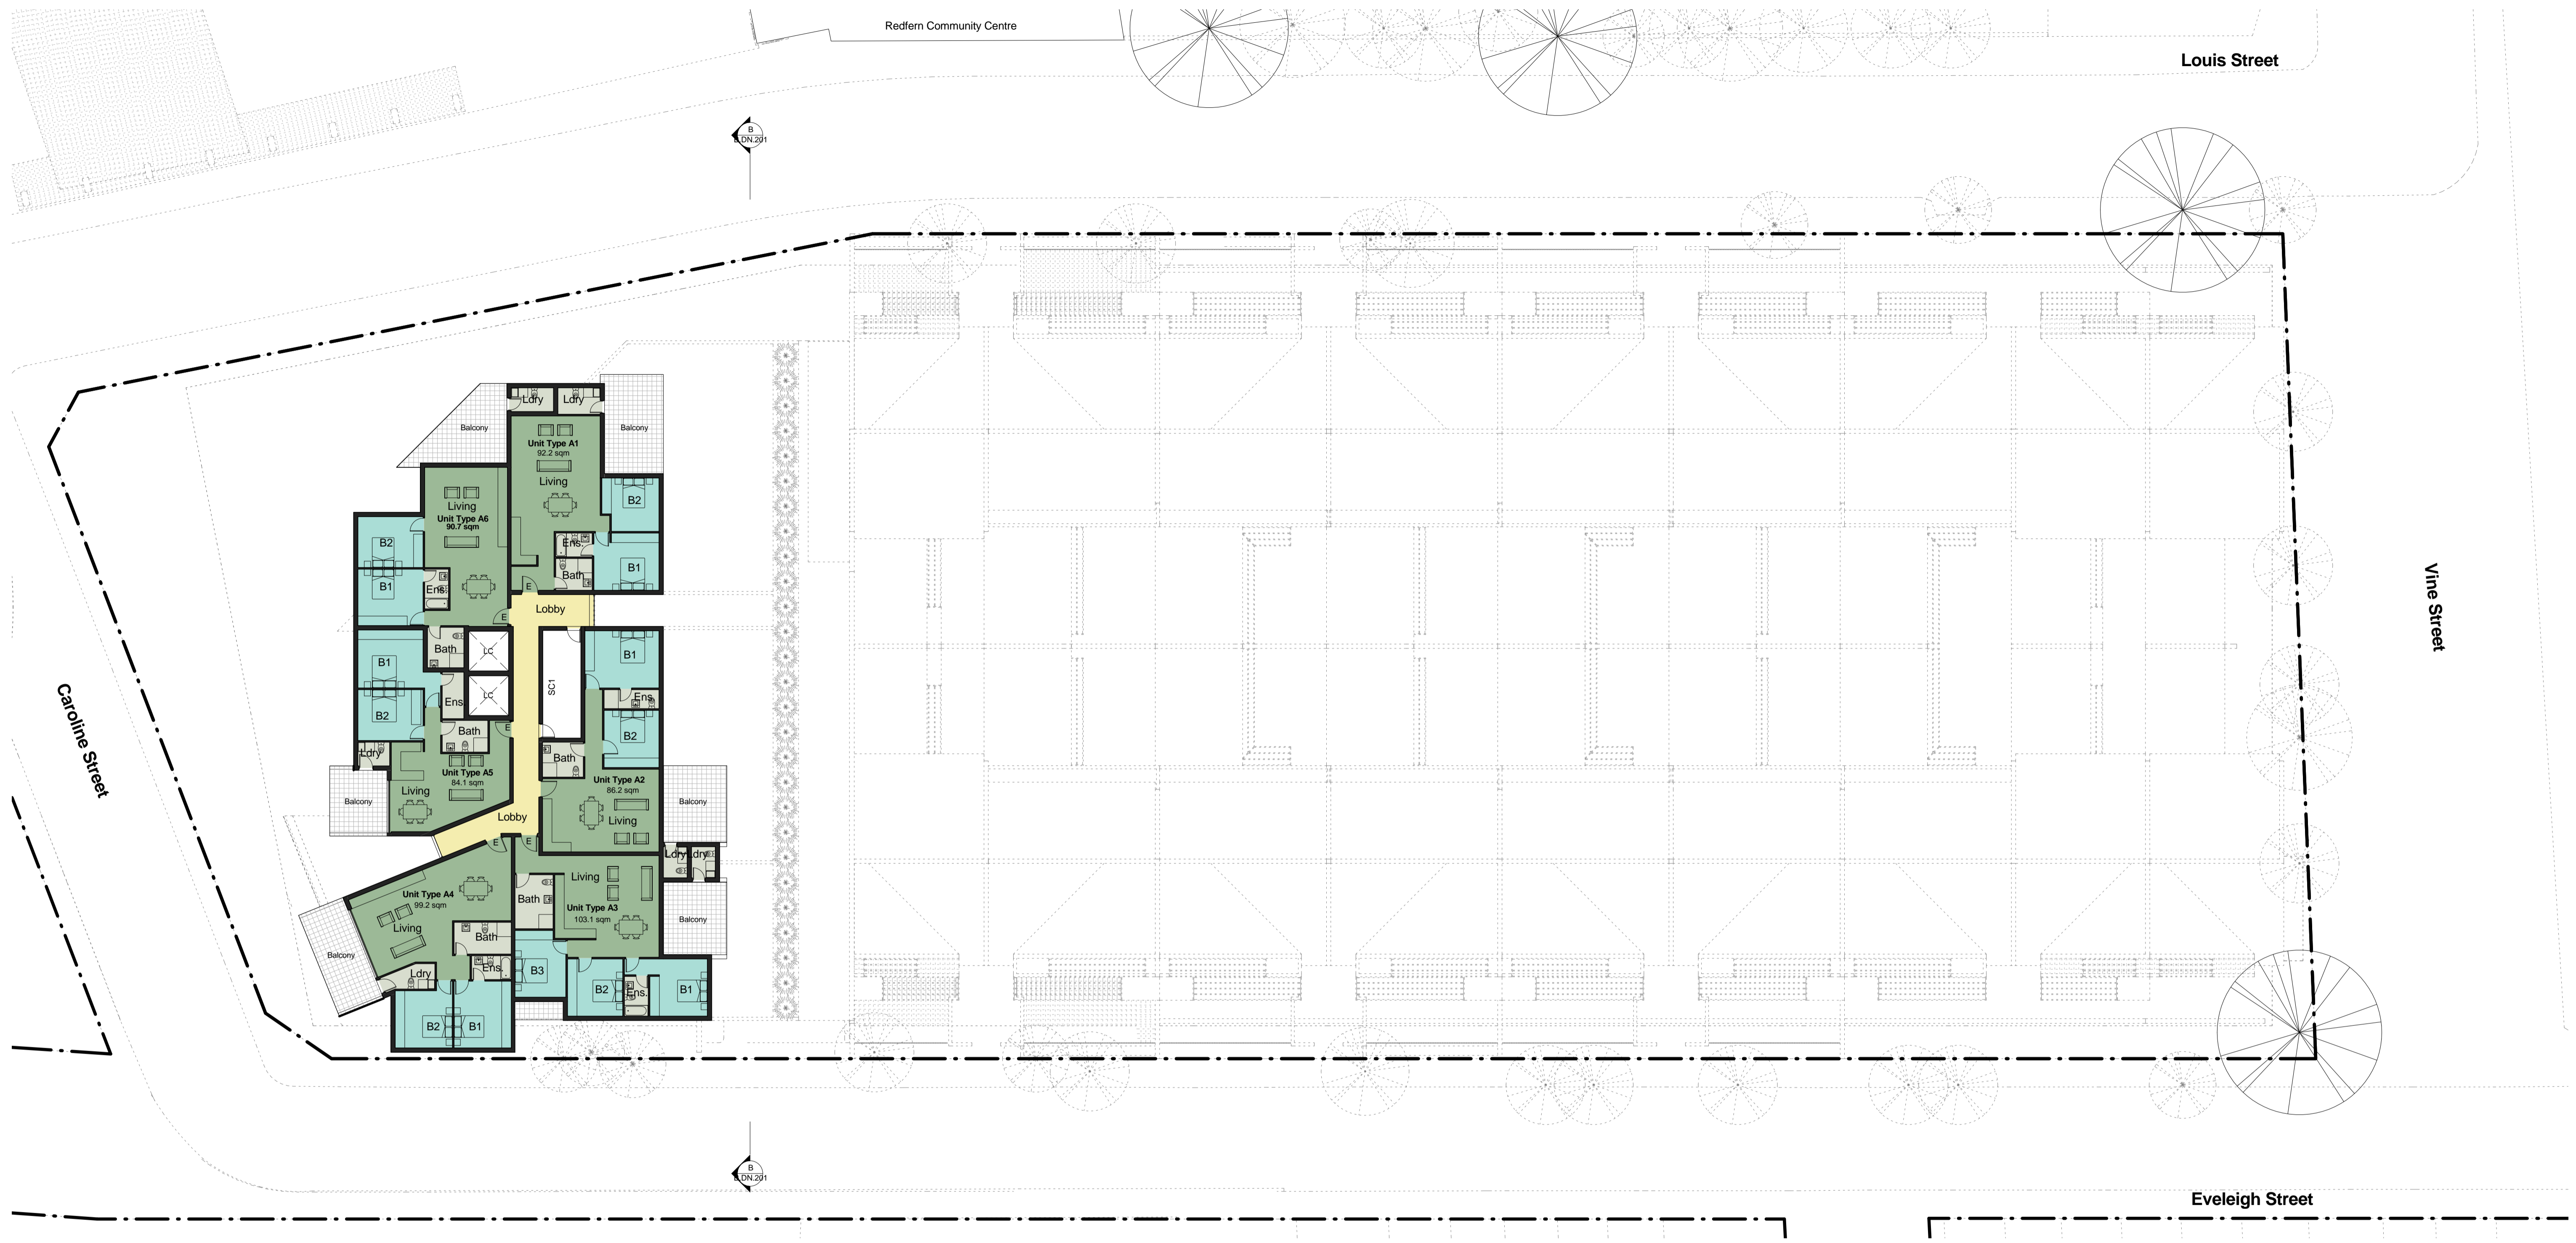 Redfern Community Centre
Louis Street
B
B.DN.201
Ldry
Ldry
Balcony
Balcony
Unit Type A1
92.2 sqm
Living
B2
Living
Unit Type A6
90.7 sqm
B2
Ens.
B1
Bath
B1
Ens.
E
Lobby
E
Bath
LC
B1
B1
LC
SC1
Ens.
Ens.
B2
B2
Bath
E
Ldry
Bath
Unit Type A5
84.1 sqm
Unit Type A2
86.2 sqm
Living
Balcony
Balcony
Lobby
Living
E
E
Ldry
Ldry
Living
Unit Type A4
99.2 sqm
Bath
Unit Type A3
103.1 sqm
Balcony
Living
Bath
Balcony
Ldry
Ens.
B3
B2
Ens.
B1
B2
B1
Caroline Street
Vine Street
B
B.DN.201
Eveleigh Street